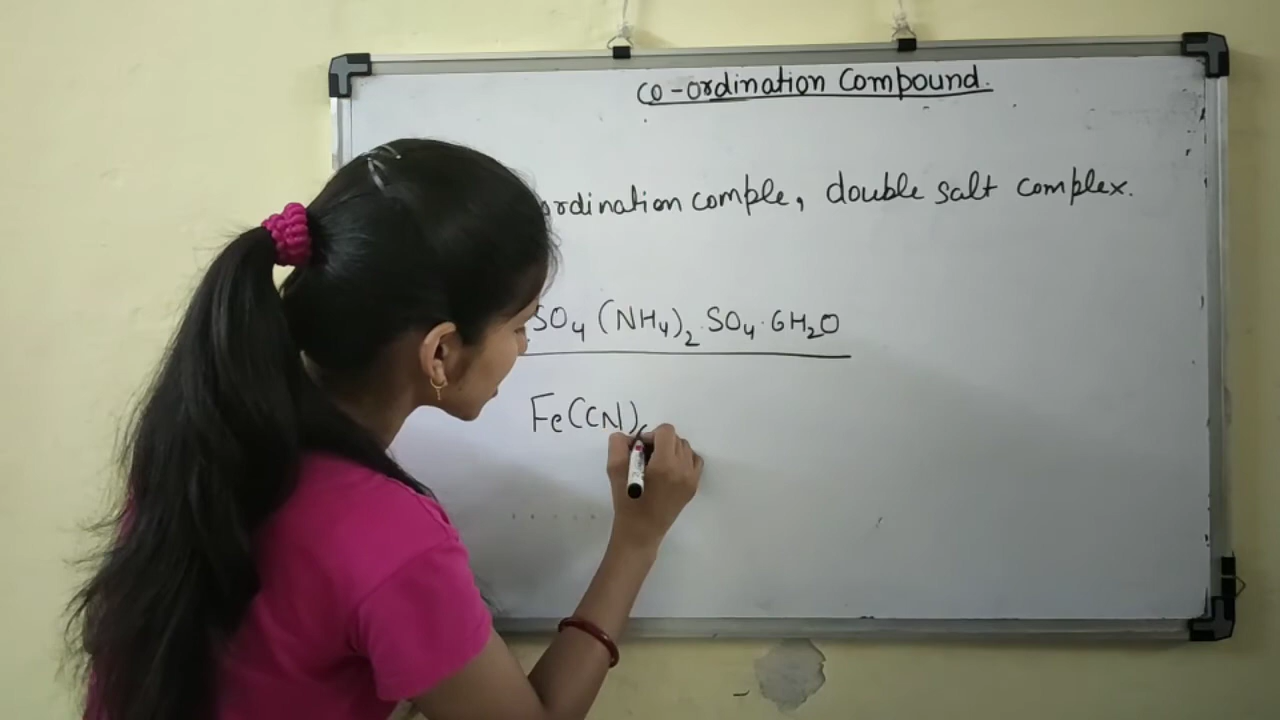 CO-ordination Compound.
ordination comple, double salt complex.
SO₄ (NH₄)₂.SO₄.6H₂O
Fe(CN)